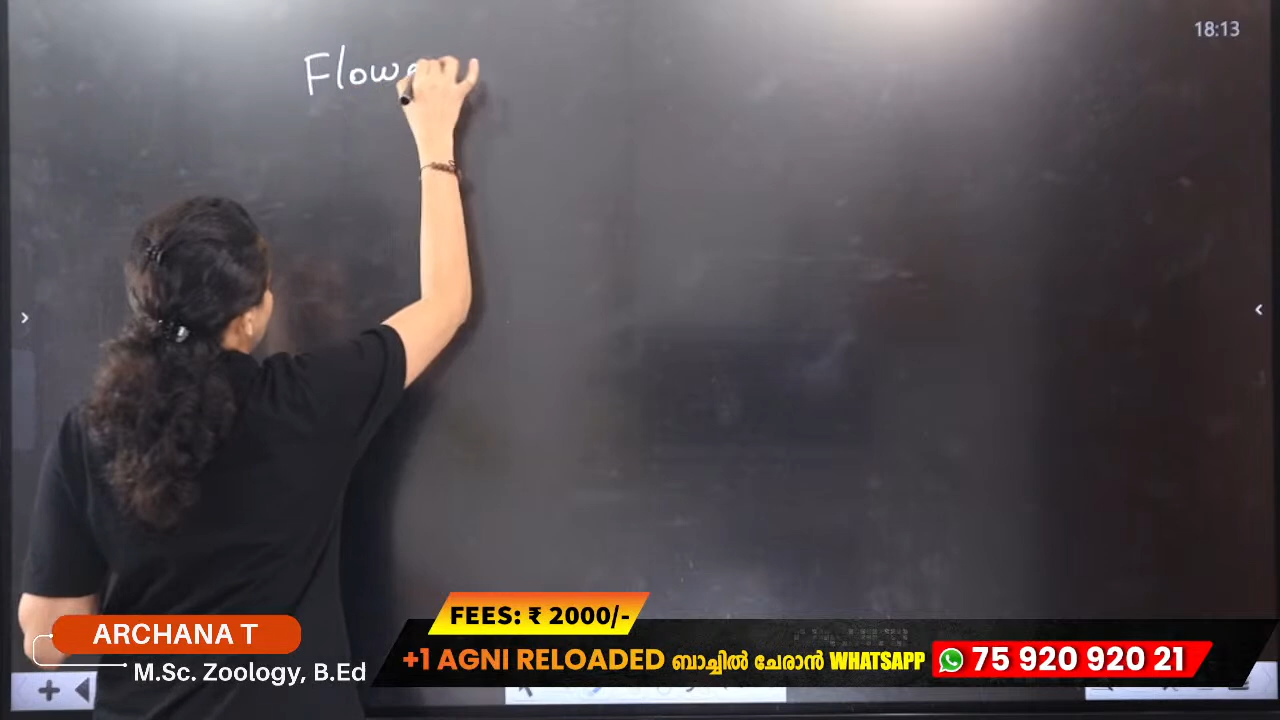 18:13
Flowe
FEES: ₹ 2000/-
ARCHANA T
+1 AGNI RELOADED ബാച്ചിൽ ചേരാൻ WHATSAPP 75 920 920 21
M.Sc. Zoology, B.Ed